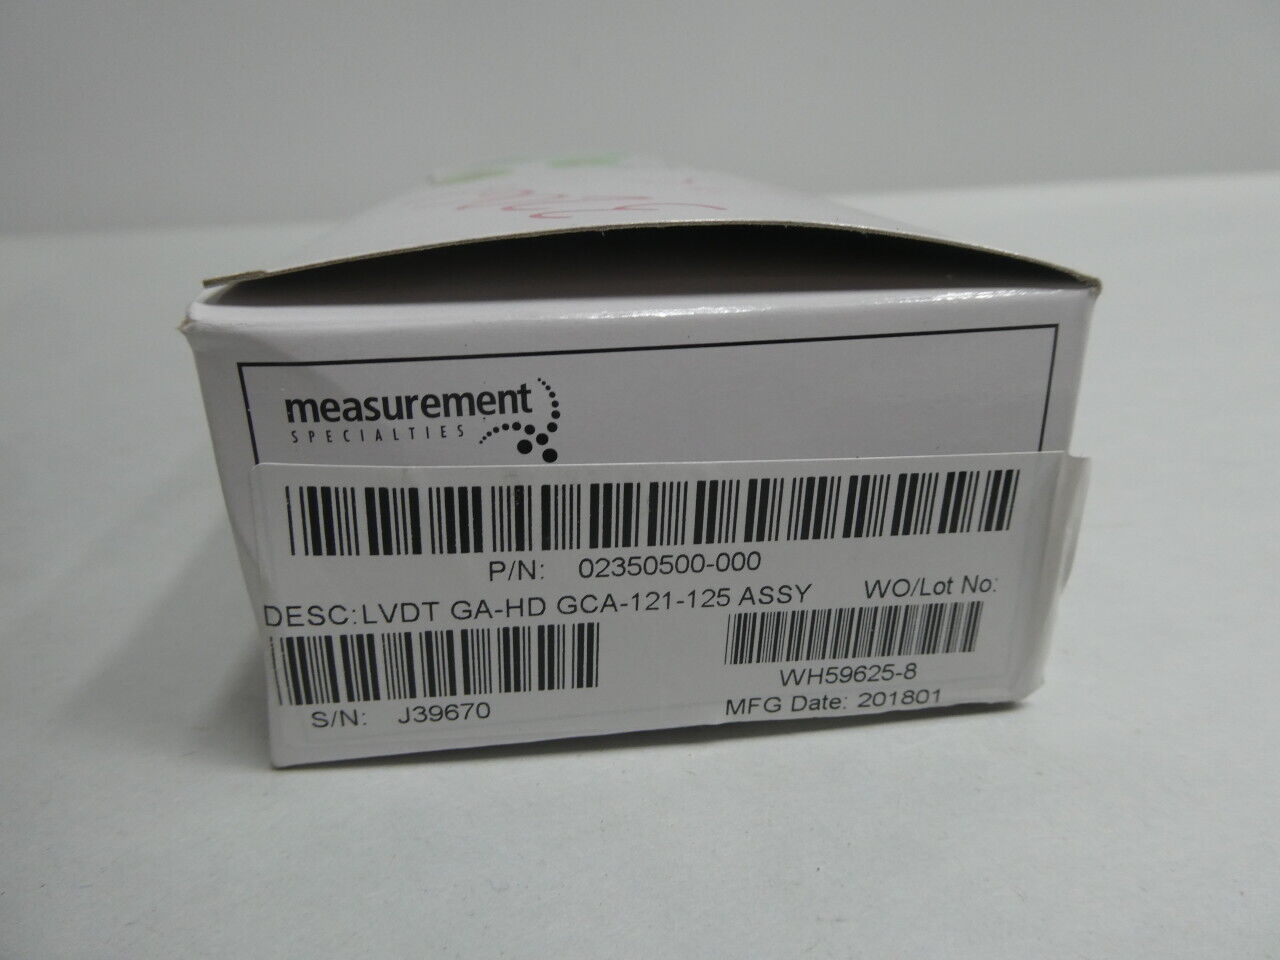 measurement
SPECIALTIES
P/N: 02350500-000
DESC:LVDT GA-HD GCA-121-125 ASSY WO/Lot No:
WH59625-8
S/N: J39670 MFG Date: 201801